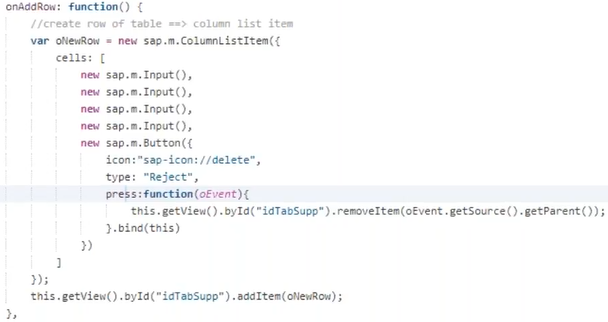 onAddRow: function() {
    //create row of table ==> column list item
    var oNewRow = new sap.m.ColumnListItem({
        cells: [
            new sap.m.Input(),
            new sap.m.Input(),
            new sap.m.Input(),
            new sap.m.Input(),
            new sap.m.Button({
                icon:"sap-icon://delete",
                type: "Reject",
                press:function(oEvent){
                    this.getView().byId("idTabSupp").removeItem(oEvent.getSource().getParent());
                }.bind(this)
            })
        ]
    });
    this.getView().byId("idTabSupp").addItem(oNewRow);
},